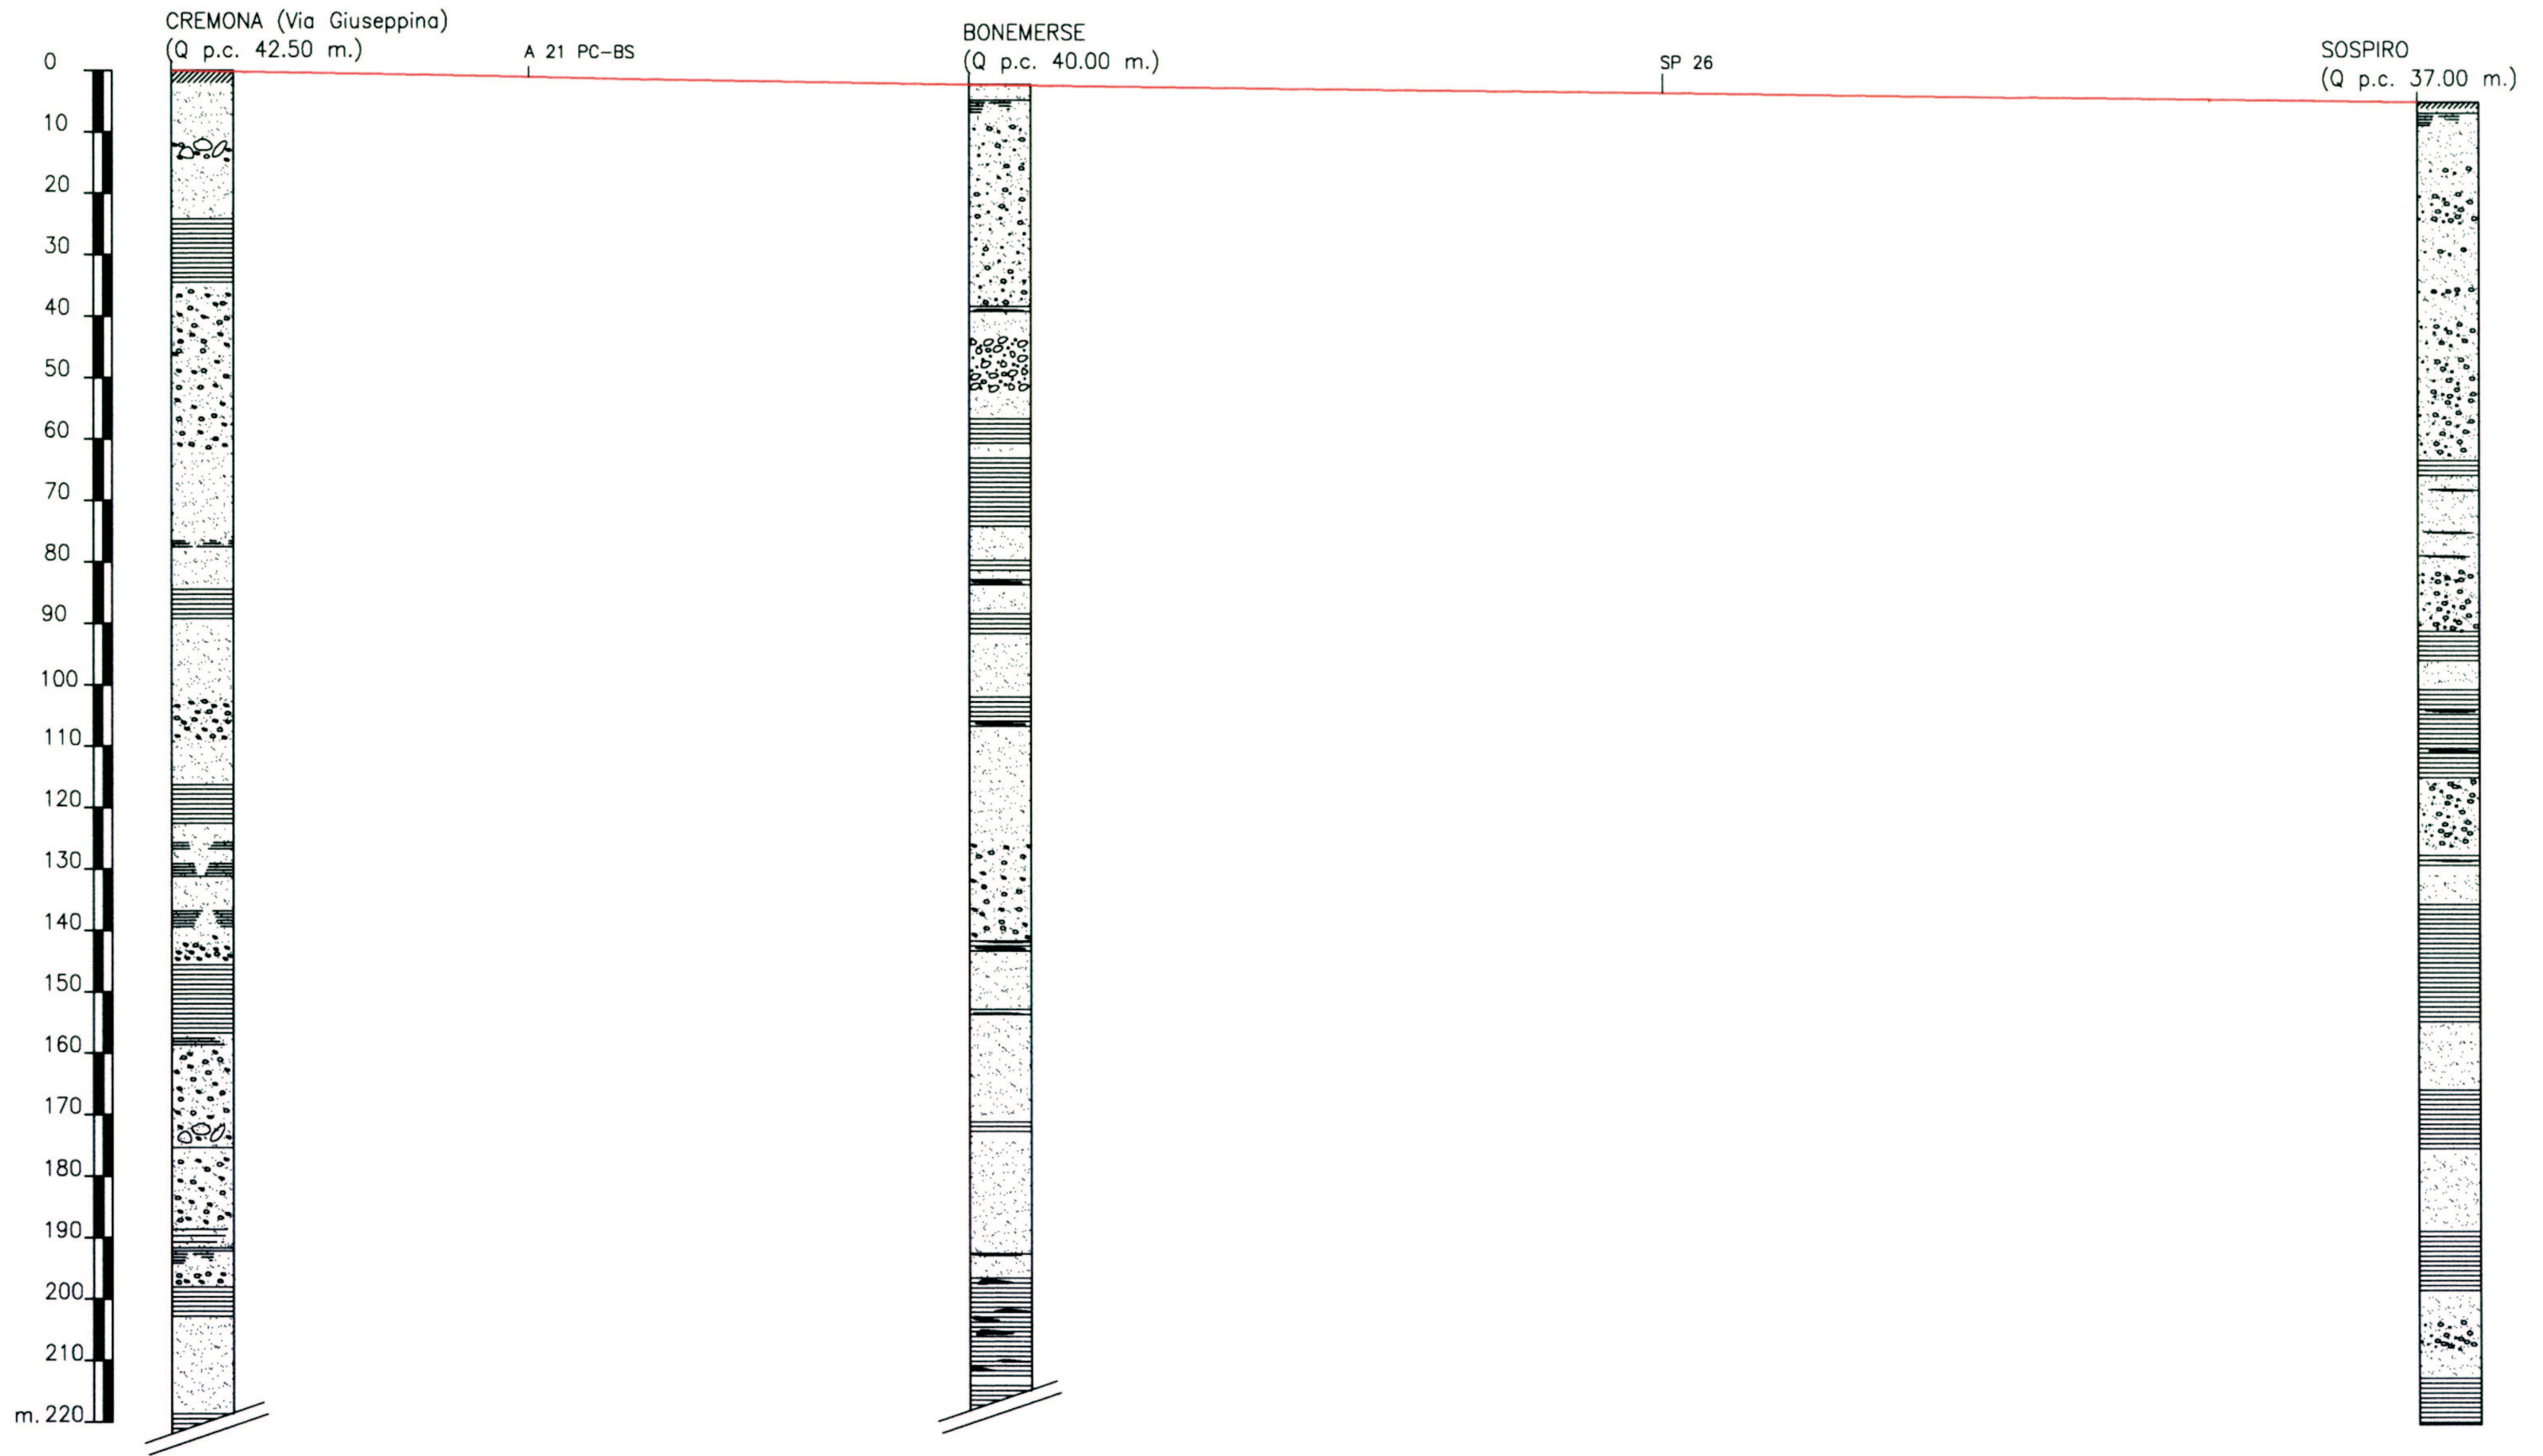 CREMONA (Via Giuseppina)
(Q p.c. 42.50 m.)
A 21 PC-BS
BONEMERSE
(Q p.c. 40.00 m.)
SP 26
SOSPIRO
(Q p.c. 37.00 m.)
0
10
20
30
40
50
60
70
80
90
100
110
120
130
140
150
160
170
180
190
200
210
m. 220